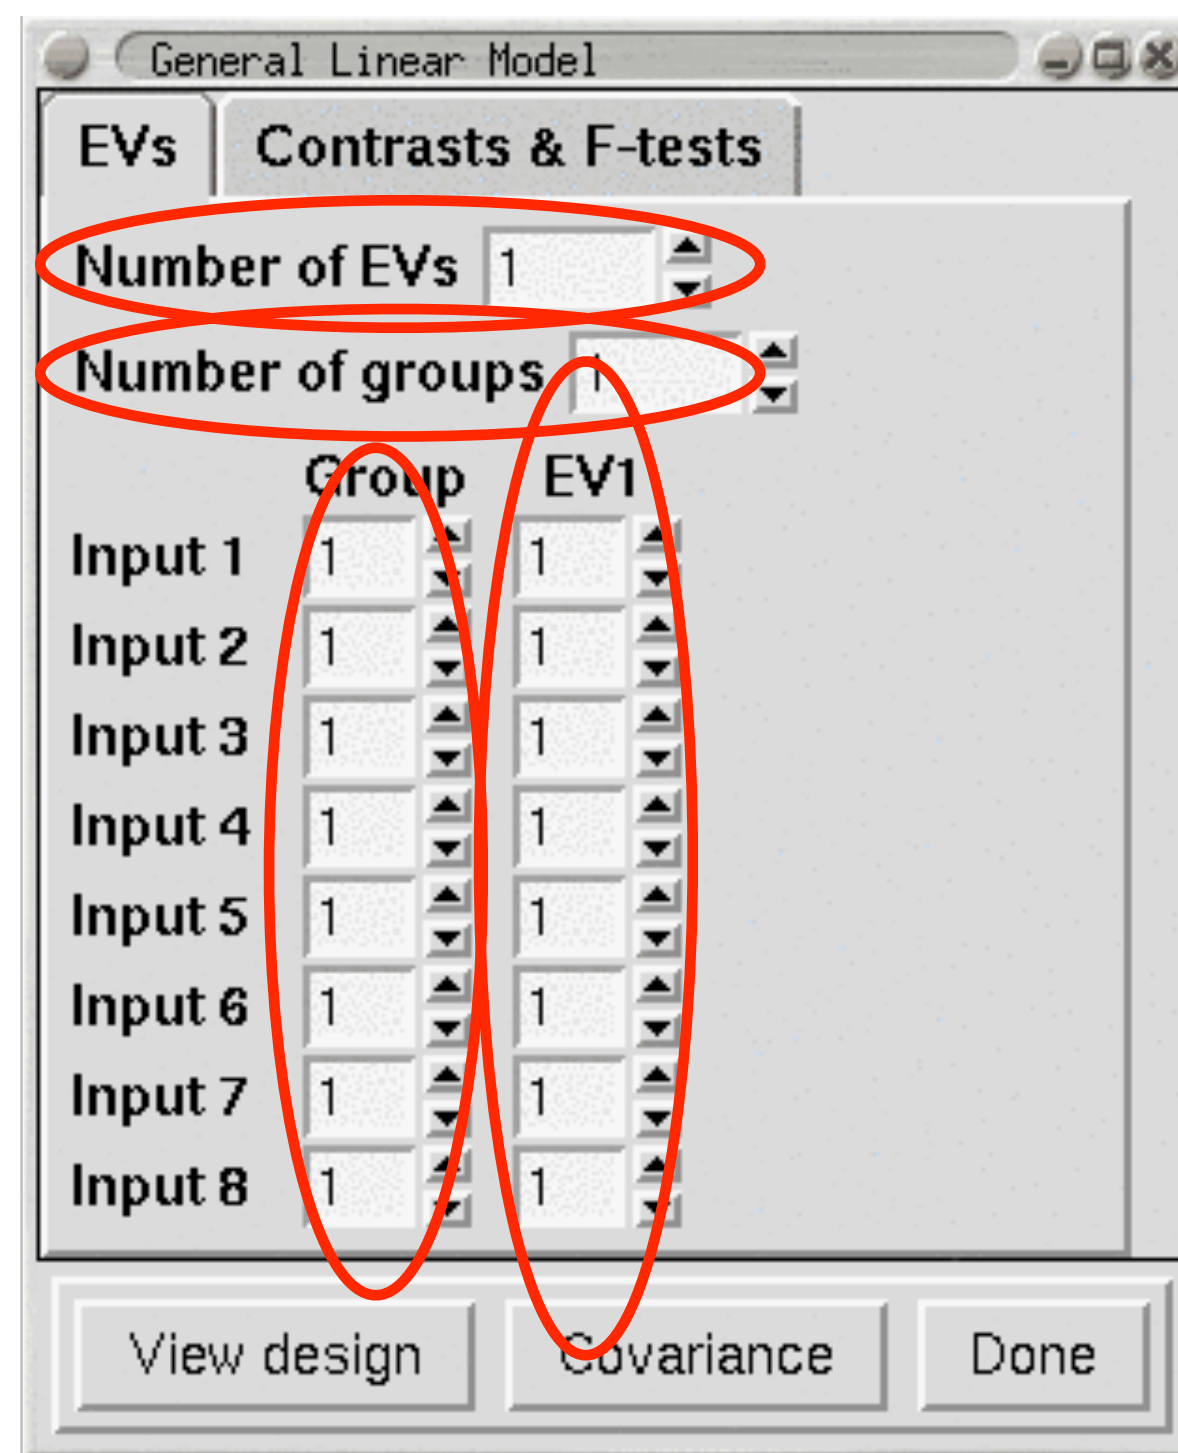 General Linear Model
EVs Contrasts & F-tests
Number of EVs 1
Number of groups 1
Group EV1
Input 1 1 1
Input 2 1 1
Input 3 1 1
Input 4 1 1
Input 5 1 1
Input 6 1 1
Input 7 1 1
Input 8 1 1
View design Covariance Done